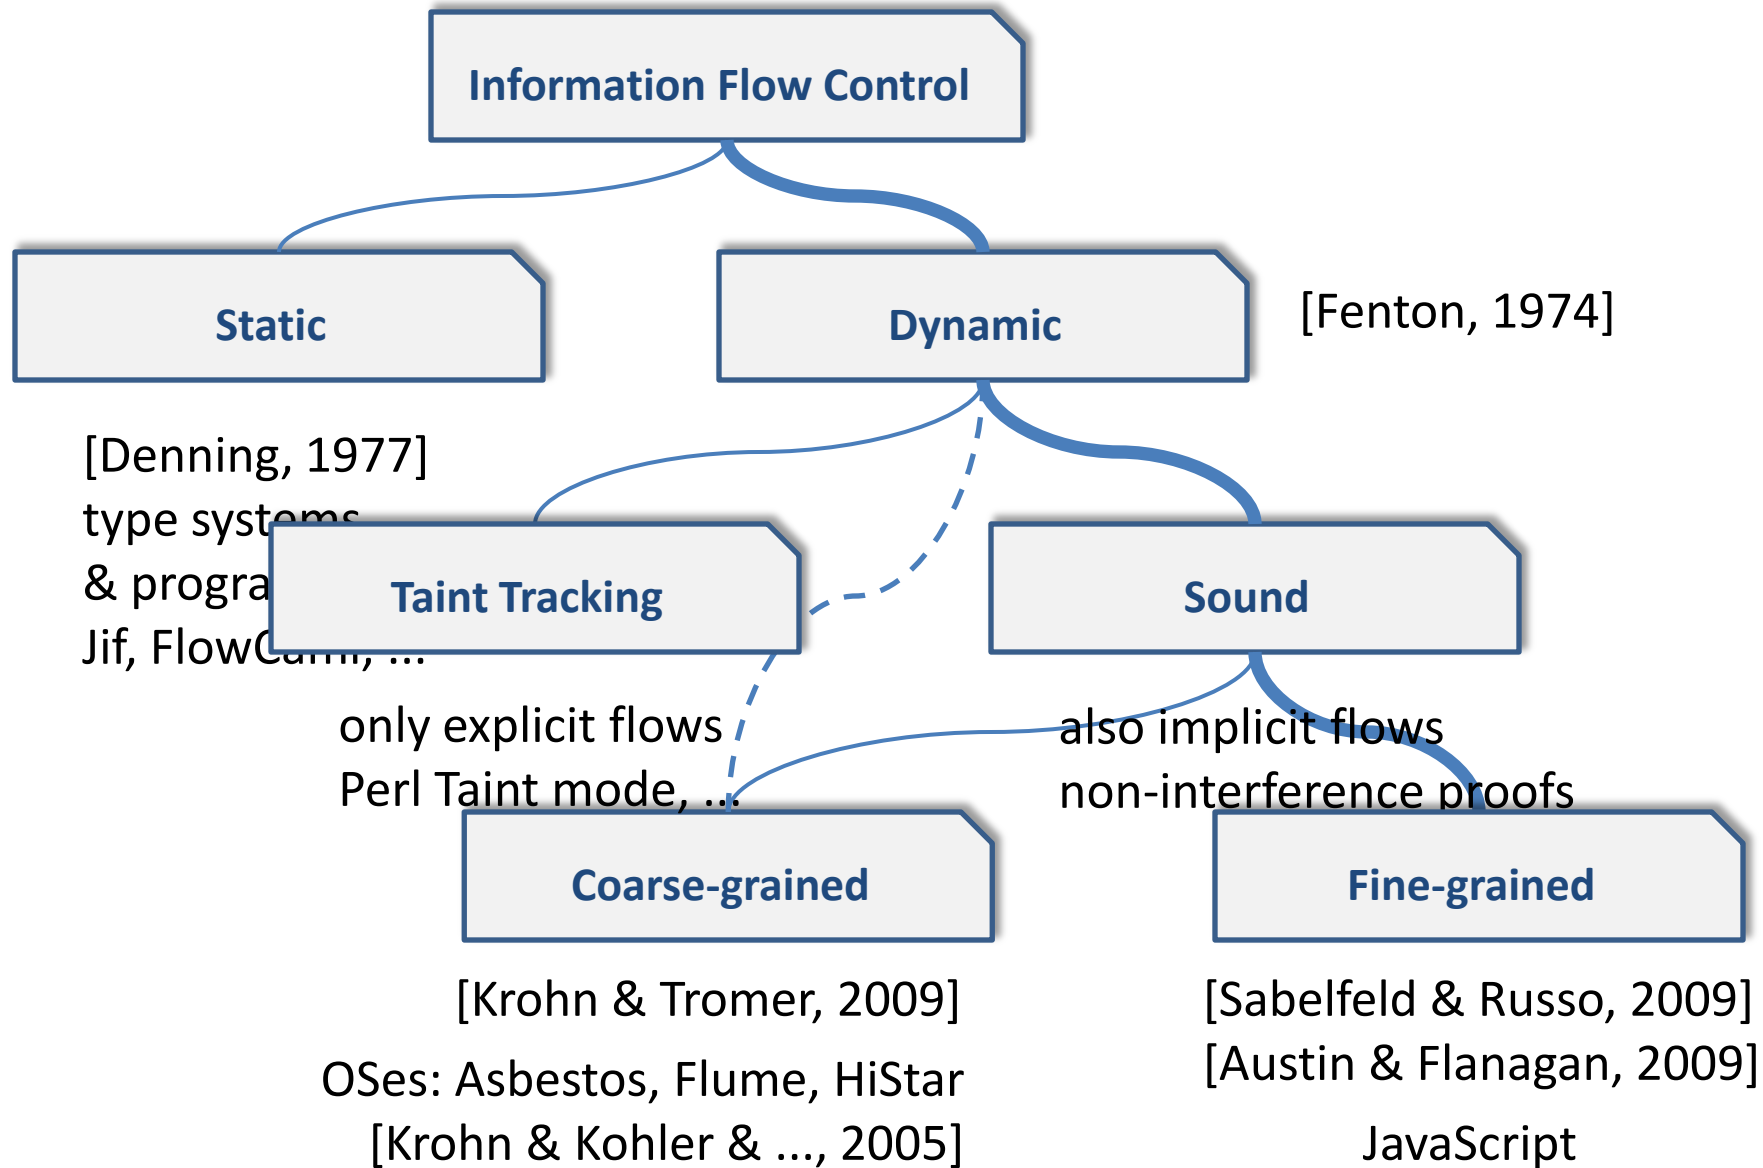 Information Flow Control
Static
Dynamic
[Fenton, 1974]
[Denning, 1977]
type systems
& progra
Jif, FlowCaml, ...
Taint Tracking
Sound
only explicit flows
Perl Taint mode, ...
also implicit flows
non-interference proofs
Coarse-grained
Fine-grained
[Krohn & Tromer, 2009]
OSes: Asbestos, Flume, HiStar
[Krohn & Kohler & ..., 2005]
[Sabelfeld & Russo, 2009]
[Austin & Flanagan, 2009]
JavaScript